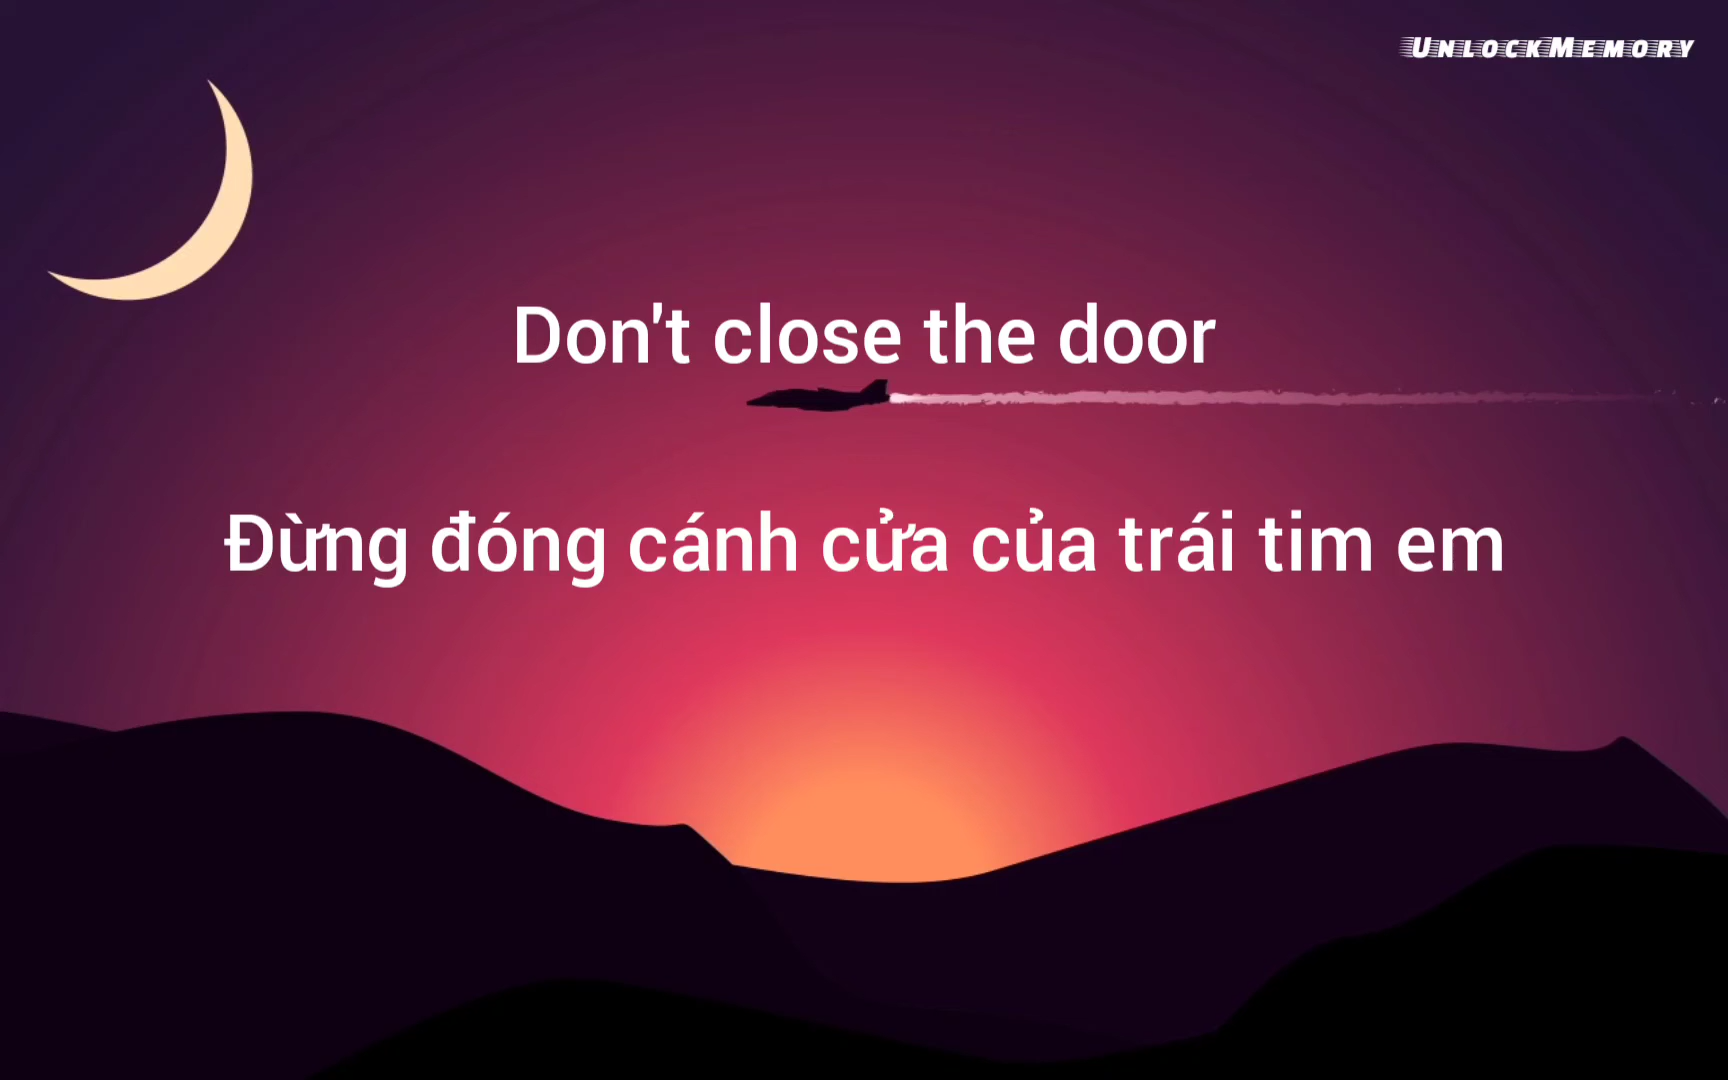 UNLOCKMEMORY
Don't close the door
Đừng đóng cánh cửa của trái tim em